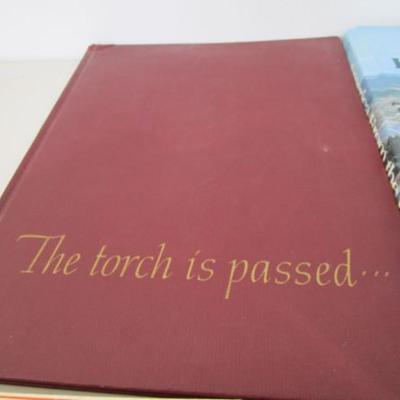 The torch is passed...